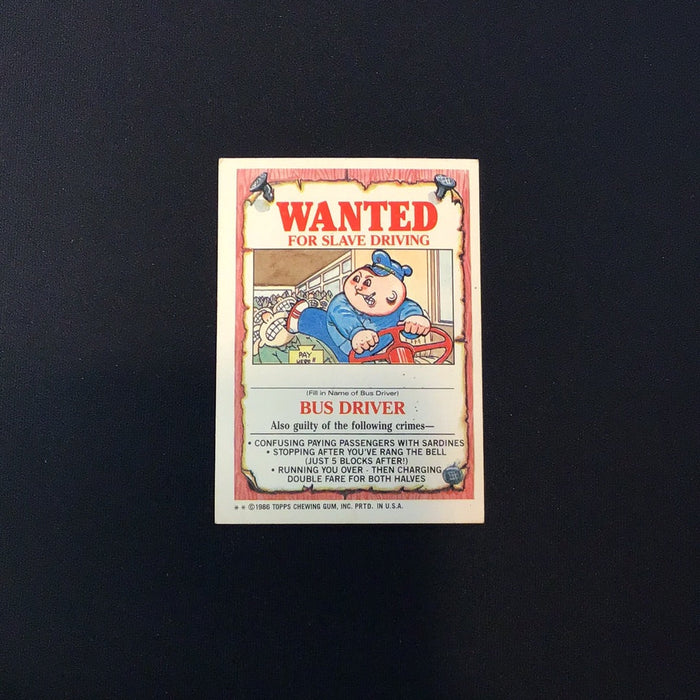 WANTED
FOR SLAVE DRIVING
PAY
HERE!!
(Fill in Name of Bus Driver)
BUS DRIVER
Also guilty of the following crimes—
• CONFUSING PAYING PASSENGERS WITH SARDINES
• STOPPING AFTER YOU'VE RANG THE BELL
(JUST 5 BLOCKS AFTER!)
• RUNNING YOU OVER - THEN CHARGING
DOUBLE FARE FOR BOTH HALVES
** ©1986 TOPPS CHEWING GUM, INC. PRTD. IN U.S.A.